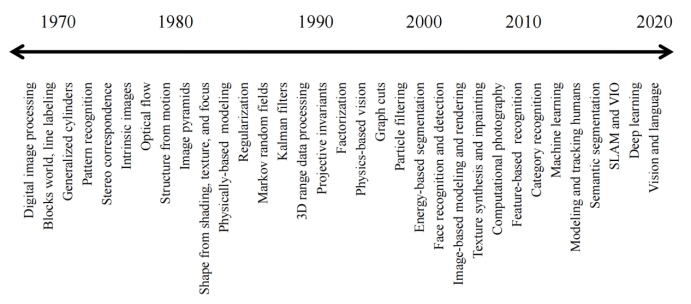 1970 1980 1990 2000 2010 2020
Digital image processing
Blocks world, line labeling
Generalized cylinders
Pattern recognition
Stereo correspondence
Intrinsic images
Optical flow
Structure from motion
Image pyramids
Shape from shading, texture, and focus
Physically-based modeling
Regularization
Markov random fields
Kalman filters
3D range data processing
Projective invariants
Factorization
Physics-based vision
Graph cuts
Particle filtering
Energy-based segmentation
Face recognition and detection
Image-based modeling and rendering
Texture synthesis and inpainting
Computational photography
Feature-based recognition
Category recognition
Machine learning
Modeling and tracking humans
Semantic segmentation
SLAM and VIO
Deep learning
Vision and language